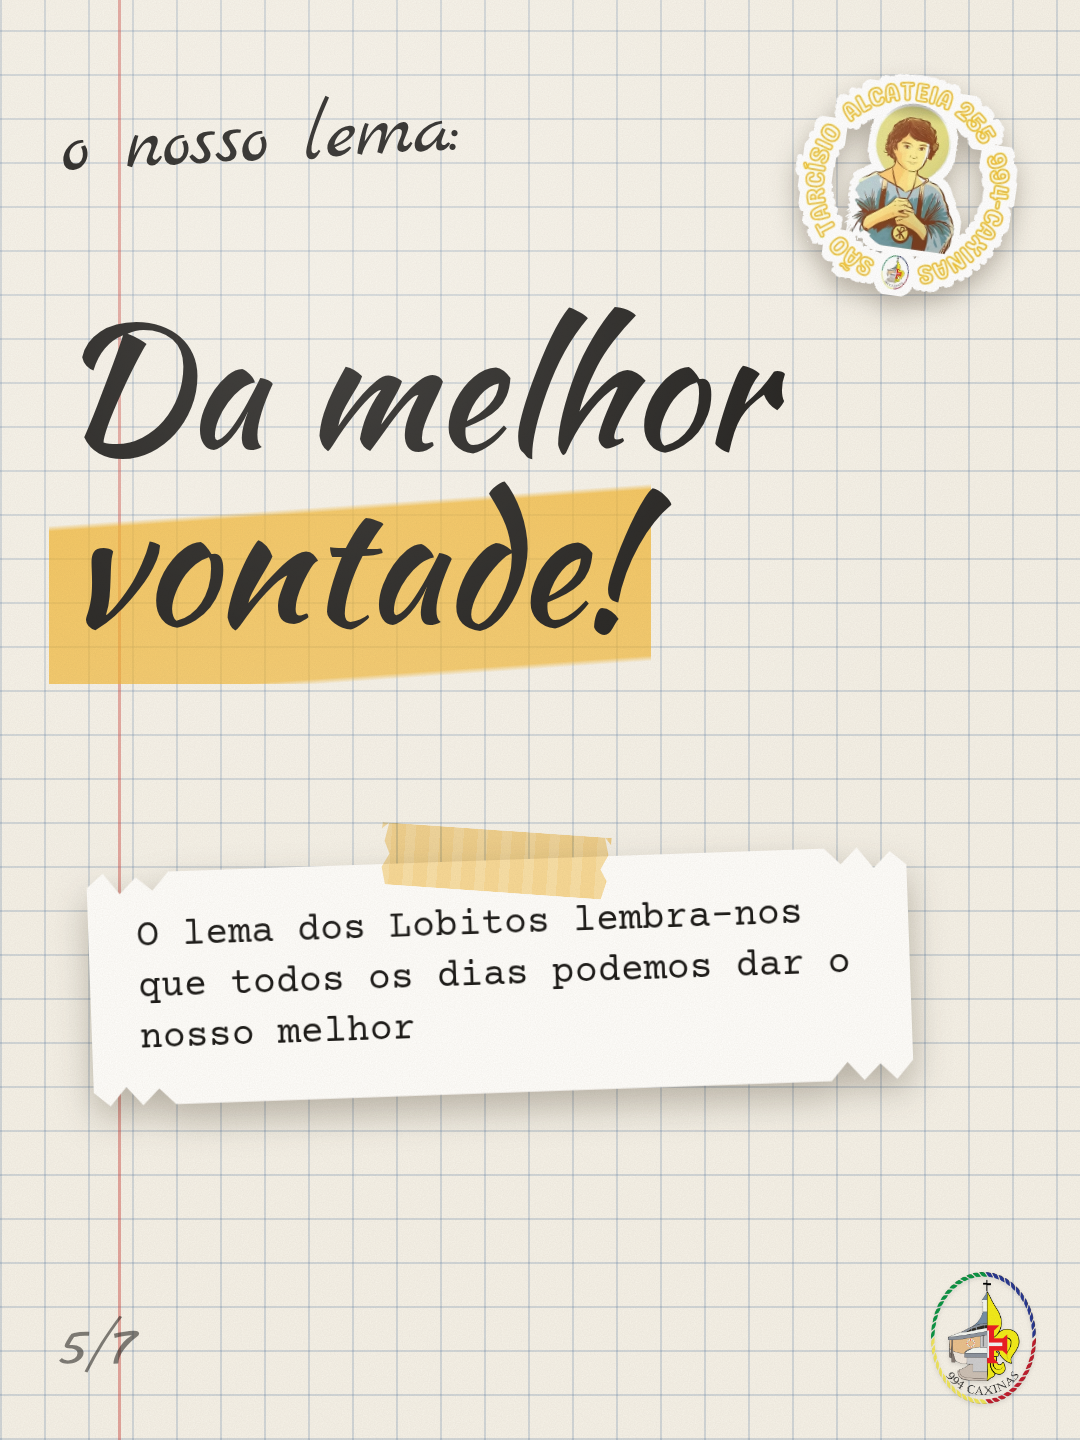 o nosso lema:
SÃO TARCÍSIO ALCATEIA 255 994-CAXINAS
Da melhor
vontade!
O lema dos Lobitos lembra-nos
que todos os dias podemos dar o
nosso melhor
5/7
994 CAXINAS